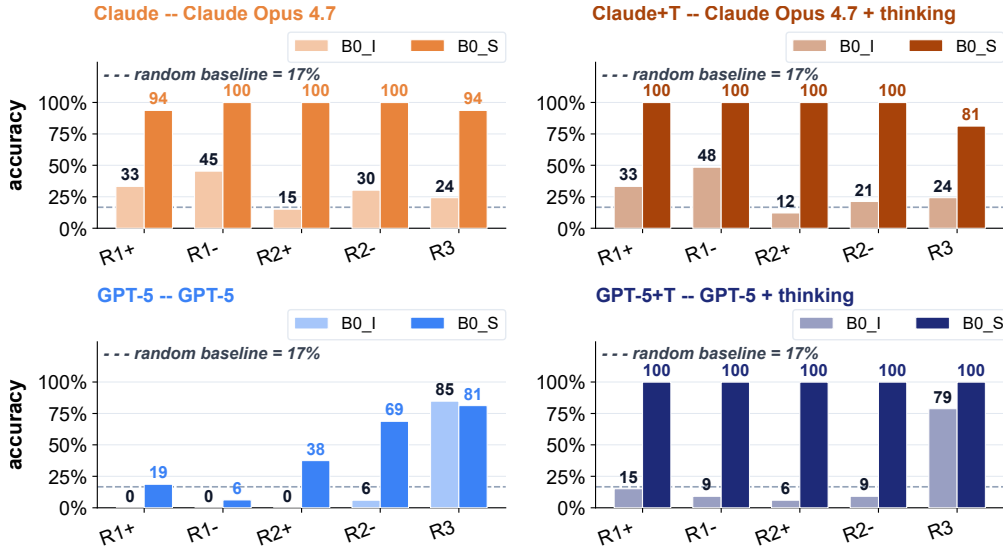 Claude -- Claude Opus 4.7
B0_I
B0_S
- - - random baseline = 17%
accuracy
100%
75%
50%
25%
0%
33
94
45
100
15
100
30
100
24
94
R1+
R1-
R2+
R2-
R3
Claude+T -- Claude Opus 4.7 + thinking
B0_I
B0_S
- - - random baseline = 17%
100%
75%
50%
25%
0%
33
100
48
100
12
100
21
100
24
81
R1+
R1-
R2+
R2-
R3
GPT-5 -- GPT-5
B0_I
B0_S
- - - random baseline = 17%
accuracy
100%
75%
50%
25%
0%
0
19
0
6
0
38
6
69
85
81
R1+
R1-
R2+
R2-
R3
GPT-5+T -- GPT-5 + thinking
B0_I
B0_S
- - - random baseline = 17%
100%
75%
50%
25%
0%
15
100
9
100
6
100
9
100
79
100
R1+
R1-
R2+
R2-
R3